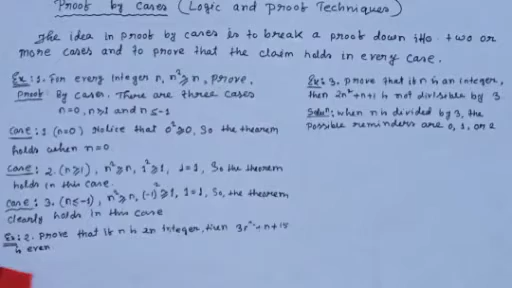 Proof by Cases (Logic and Proof Techniques)
The idea in proof by cases is to break a proof down into two or
more cases and to prove that the claim holds in every case.
Ex: 1. For every integer n, n² ≥ n, prove.
Proof: By cases. There are three cases
n=0, n≥1 and n≤-1
Case: 1 (n=0) Notice that 0² ≥ 0, So the theorem
holds when n=0.
Case: 2. (n≥1), n² ≥ n, 1² ≥ 1, 1=1, So the theorem
holds in this case.
Case: 3. (n≤-1), n² ≥ n, (-1)² ≥ 1, 1=1, So, the theorem
clearly holds in this case
Ex: 2. Prove that if n is an integer, then 3n²+n+15
is even
Ex: 3. Prove that if n is an integer,
then 2n²+n+1 is not divisible by 3
Soluⁿ: when n is divided by 3, the
possible reminders are 0, 1, or 2